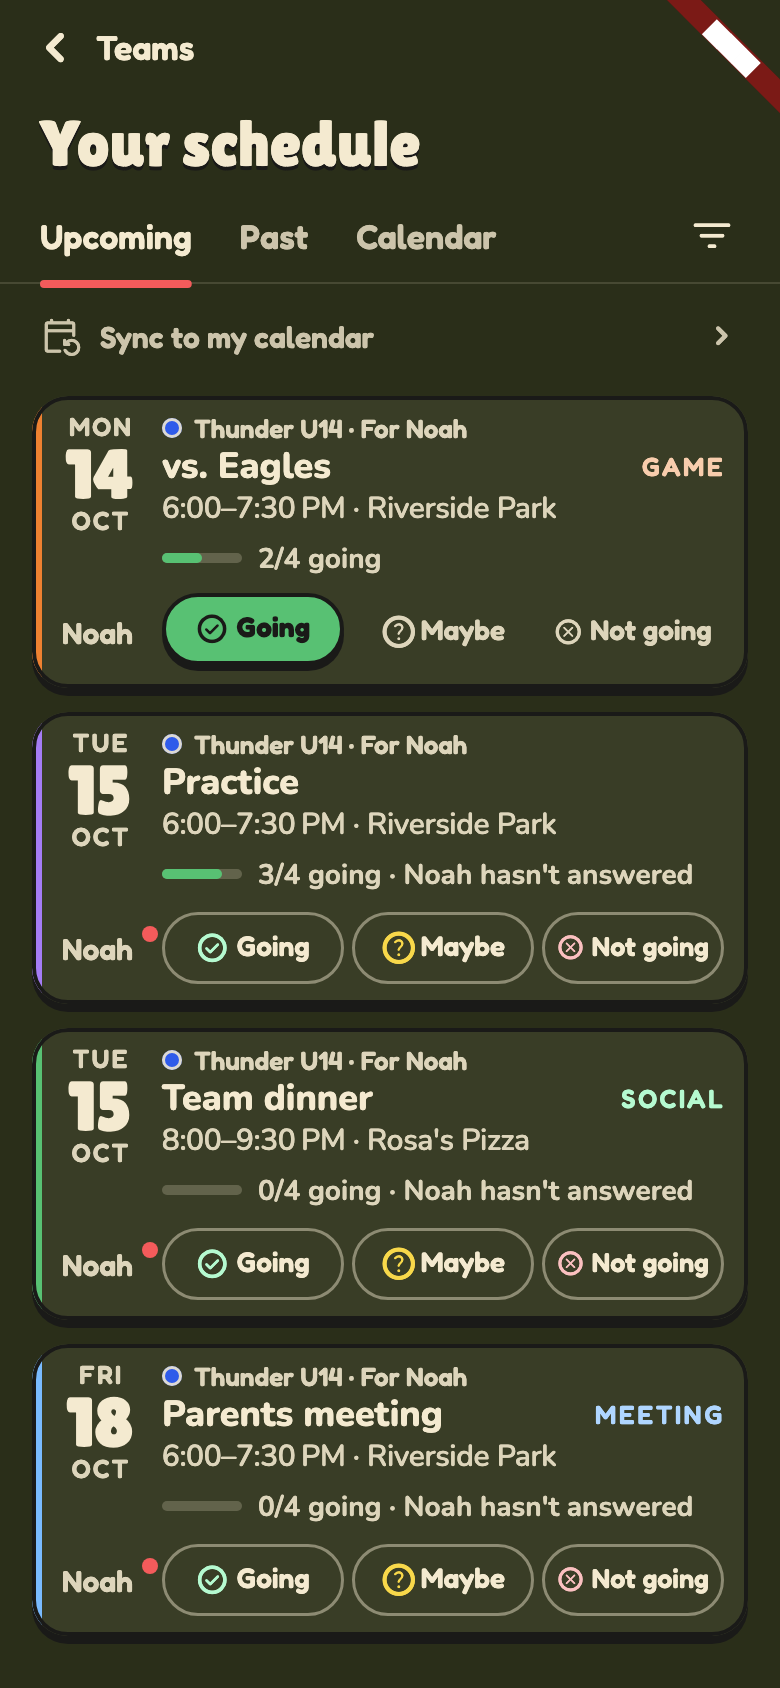 Teams
Your schedule
Upcoming Past Calendar
Sync to my calendar
MON 14 OCT
Thunder U14 · For Noah
vs. Eagles GAME
6:00–7:30 PM · Riverside Park
2/4 going
Noah Going Maybe Not going
TUE 15 OCT
Thunder U14 · For Noah
Practice
6:00–7:30 PM · Riverside Park
3/4 going · Noah hasn't answered
Noah Going Maybe Not going
TUE 15 OCT
Thunder U14 · For Noah
Team dinner SOCIAL
8:00–9:30 PM · Rosa's Pizza
0/4 going · Noah hasn't answered
Noah Going Maybe Not going
FRI 18 OCT
Thunder U14 · For Noah
Parents meeting MEETING
6:00–7:30 PM · Riverside Park
0/4 going · Noah hasn't answered
Noah Going Maybe Not going